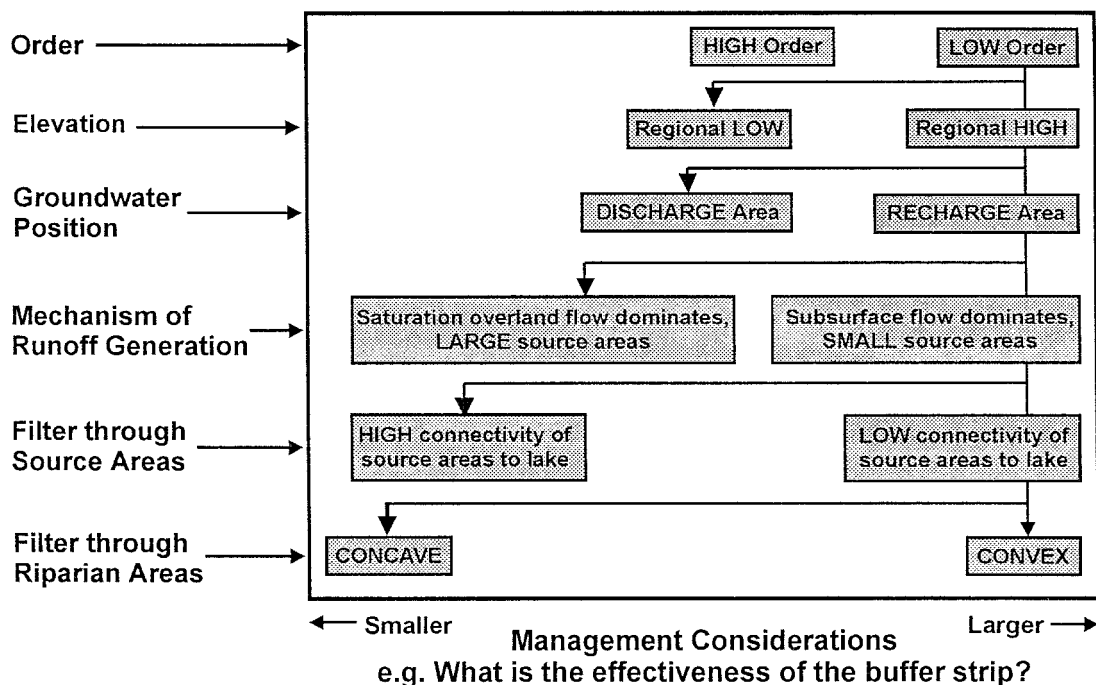 Order
HIGH Order
LOW Order
Elevation
Regional LOW
Regional HIGH
Groundwater
Position
DISCHARGE Area
RECHARGE Area
Mechanism of
Runoff Generation
Saturation overland flow dominates,
LARGE source areas
Subsurface flow dominates,
SMALL source areas
Filter through
Source Areas
HIGH connectivity of
source areas to lake
LOW connectivity of
source areas to lake
Filter through
Riparian Areas
CONCAVE
CONVEX
Smaller
Larger
Management Considerations
e.g. What is the effectiveness of the buffer strip?